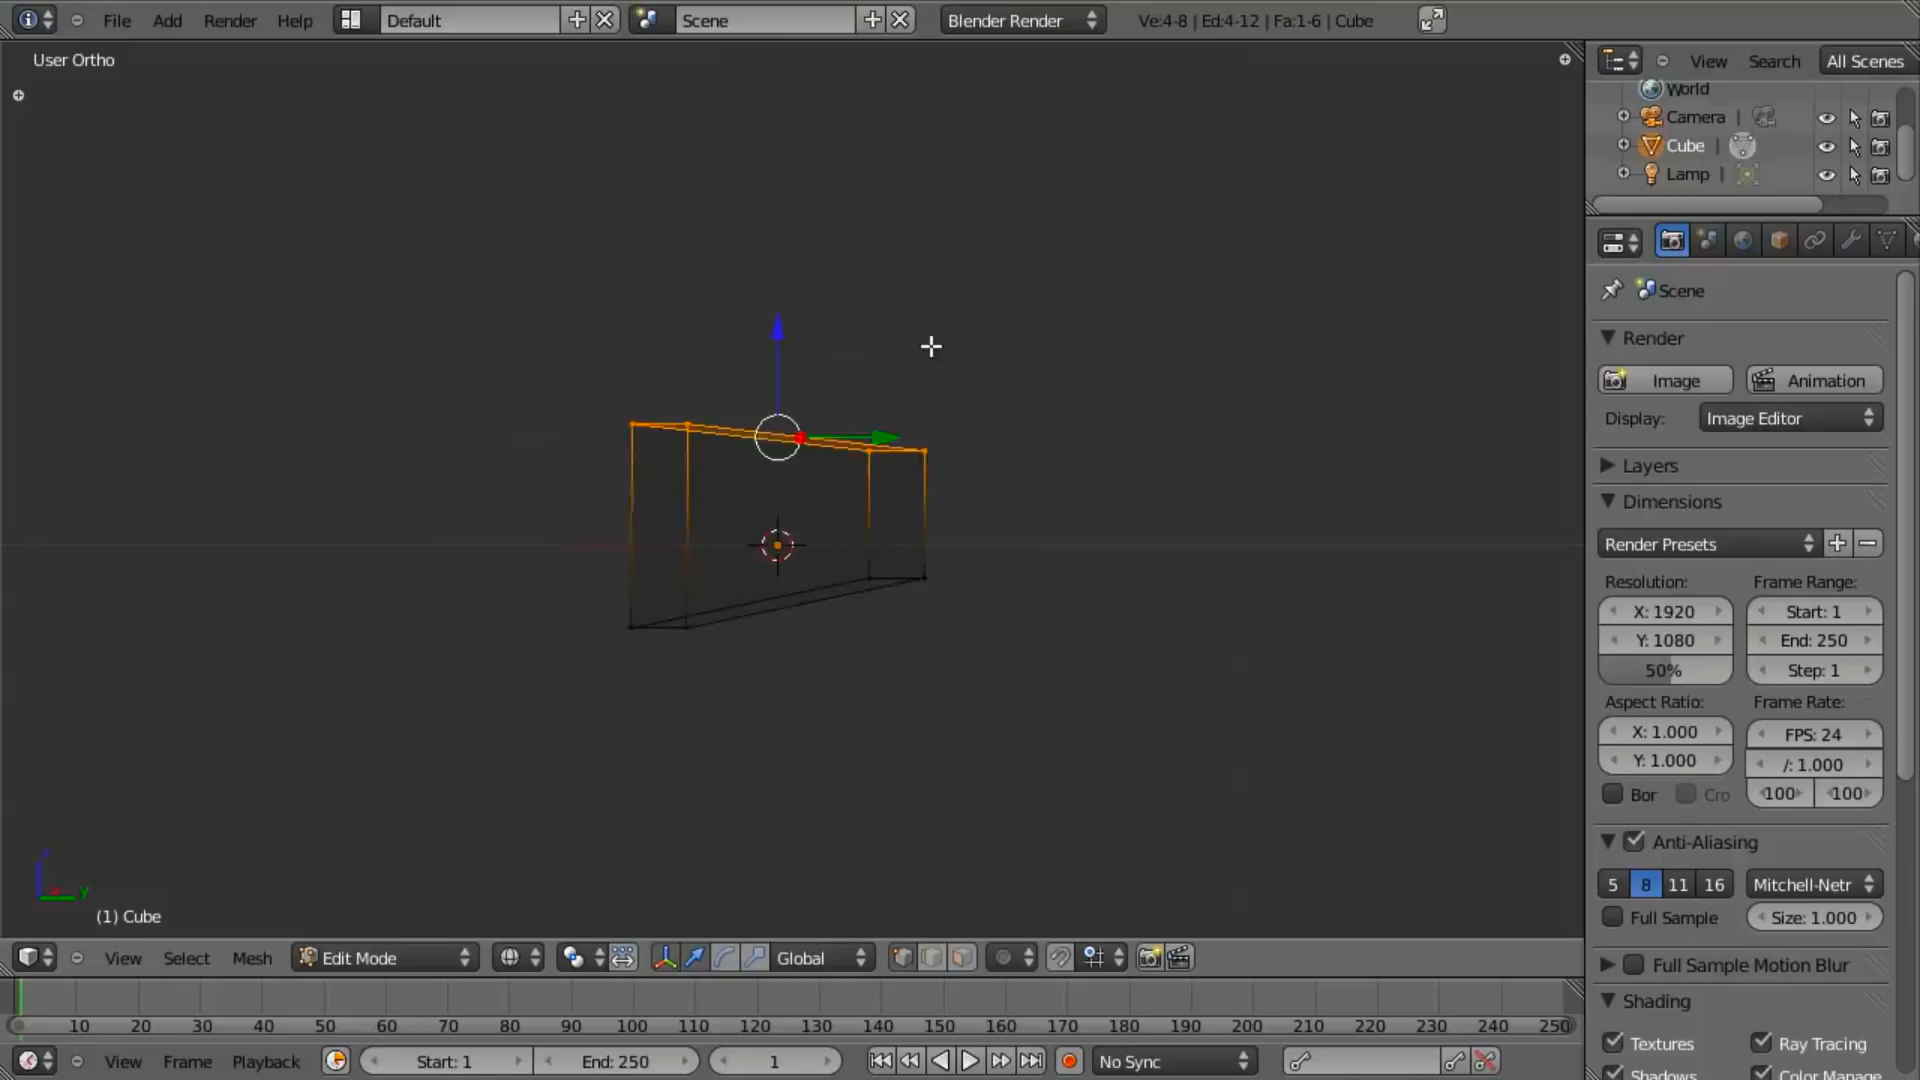 File Add Render Help Default Scene Blender Render Ve:4-8 | Ed:4-12 | Fa:1-6 | Cube
User Ortho
View Search All Scenes
World
Camera
Cube
Lamp
Scene
Render
Image Animation
Display: Image Editor
Layers
Dimensions
Render Presets
Resolution: Frame Range:
X: 1920 Start: 1
Y: 1080 End: 250
50% Step: 1
Aspect Ratio: Frame Rate:
X: 1.000 FPS: 24
Y: 1.000 /: 1.000
Bor Cro 100 100
Anti-Aliasing
5 8 11 16 Mitchell-Netr
Full Sample Size: 1.000
Full Sample Motion Blur
Shading
Textures Ray Tracing
Shadows Color Manage
y
(1) Cube
View Select Mesh Edit Mode Global
10 20 30 40 50 60 70 80 90 100 110 120 130 140 150 160 170 180 190 200 210 220 230 240 250
View Frame Playback Start: 1 End: 250 1 No Sync